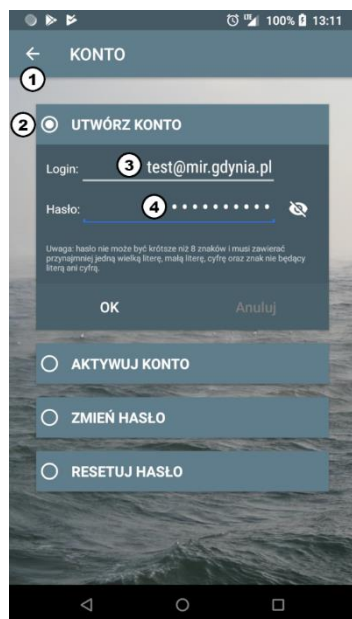 100% 13:11
KONTO
1
2 UTWÓRZ KONTO
Login: 3 test@mir.gdynia.pl
Hasło: 4 ••••••••••
Uwaga: hasło nie może być krótsze niż 8 znaków i musi zawierać
przynajmniej jedną wielką literę, małą literę, cyfrę oraz znak nie będący
literą ani cyfrą.
OK Anuluj
AKTYWUJ KONTO
ZMIEŃ HASŁO
RESETUJ HASŁO